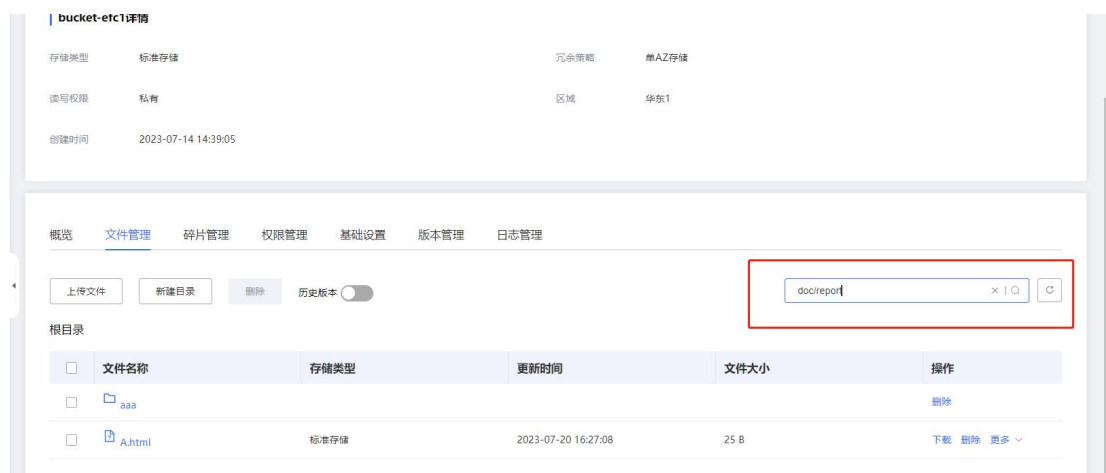 bucket-efc1详情
存储类型 标准存储 冗余策略 单AZ存储
读写权限 私有 区域 华东1
创建时间 2023-07-14 14:39:05
概览 文件管理 碎片管理 权限管理 基础设置 版本管理 日志管理
上传文件 新建目录 删除 历史版本 doc/report
根目录
文件名称 存储类型 更新时间 文件大小 操作
aaa 删除
A.html 标准存储 2023-07-20 16:27:08 25 B 下载 删除 更多